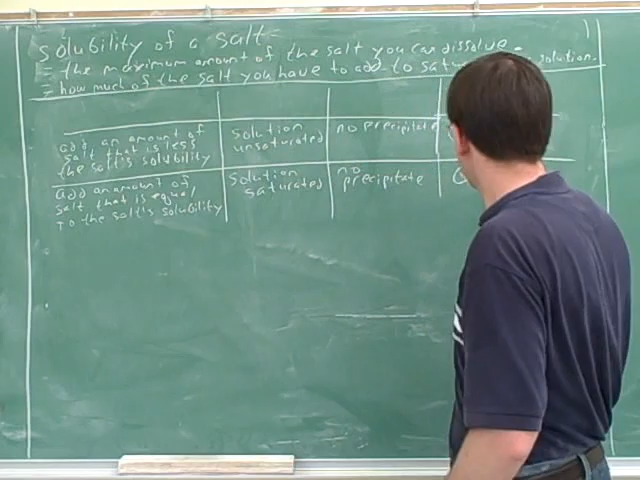 Solubility of a salt=
= the maximum amount of the salt you can dissolve.
= how much of the salt you have to add to solution.
add an amount of
salt that is less
the salt's solubility
solution
unsaturated
no precipitate
add an amount of
salt that is equal
to the salt's solubility
solution
saturated
no
precipitate